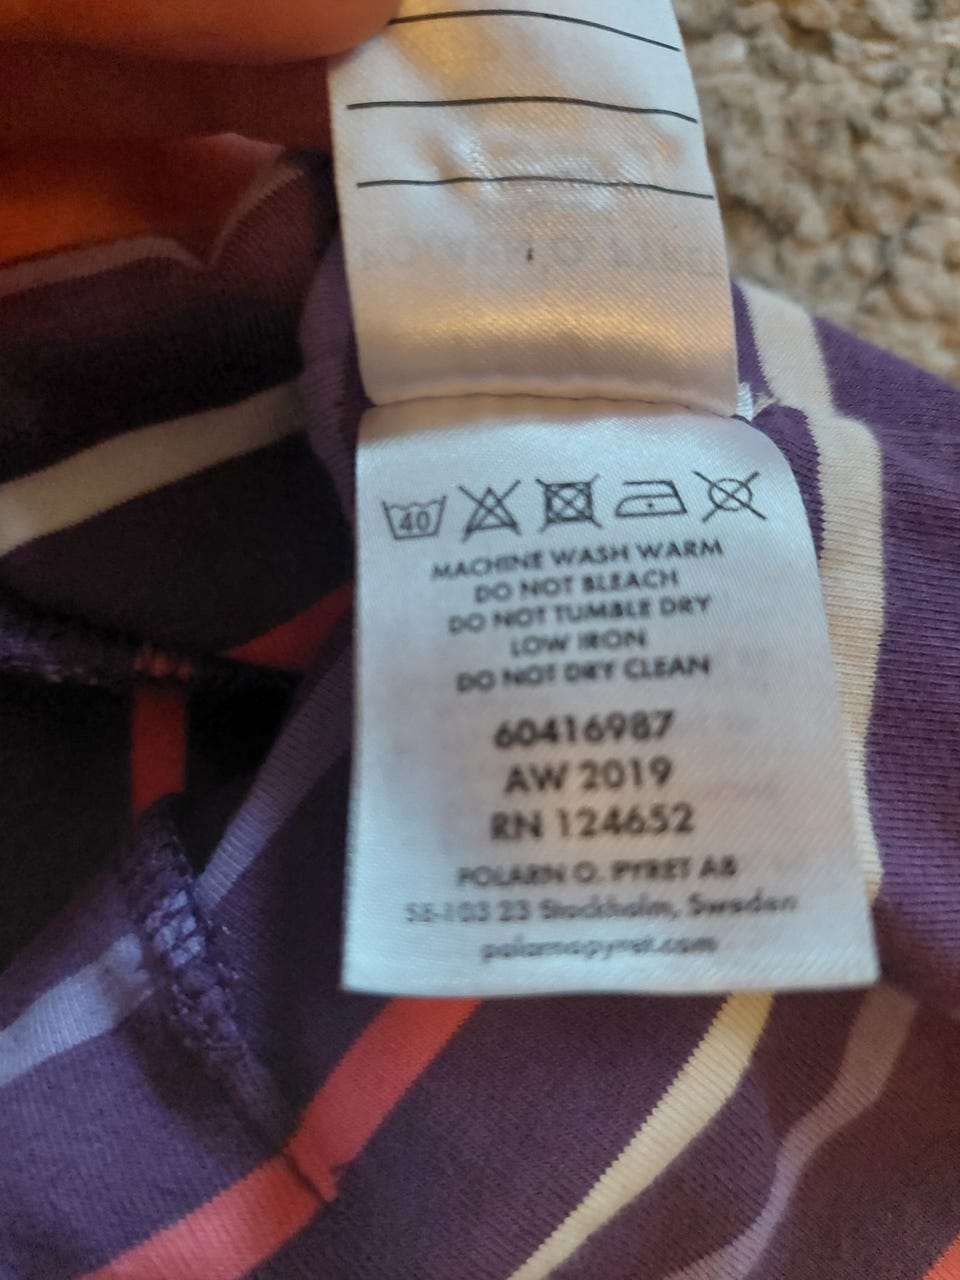 40
MACHINE WASH WARM
DO NOT BLEACH
DO NOT TUMBLE DRY
LOW IRON
DO NOT DRY CLEAN
60416987
AW 2019
RN 124652
POLARN O. PYRET AB
SE-103 23 Stockholm, Sweden
polarnopyret.com